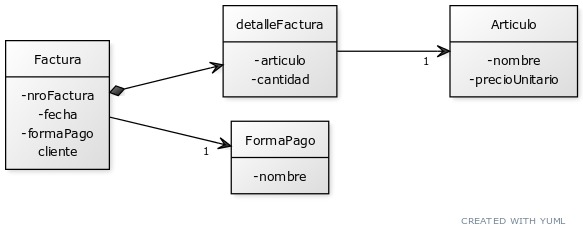 Factura
-nroFactura
-fecha
-formaPago
cliente
detalleFactura
-articulo
-cantidad
1
Articulo
-nombre
-precioUnitario
1
FormaPago
-nombre
CREATED WITH YUML